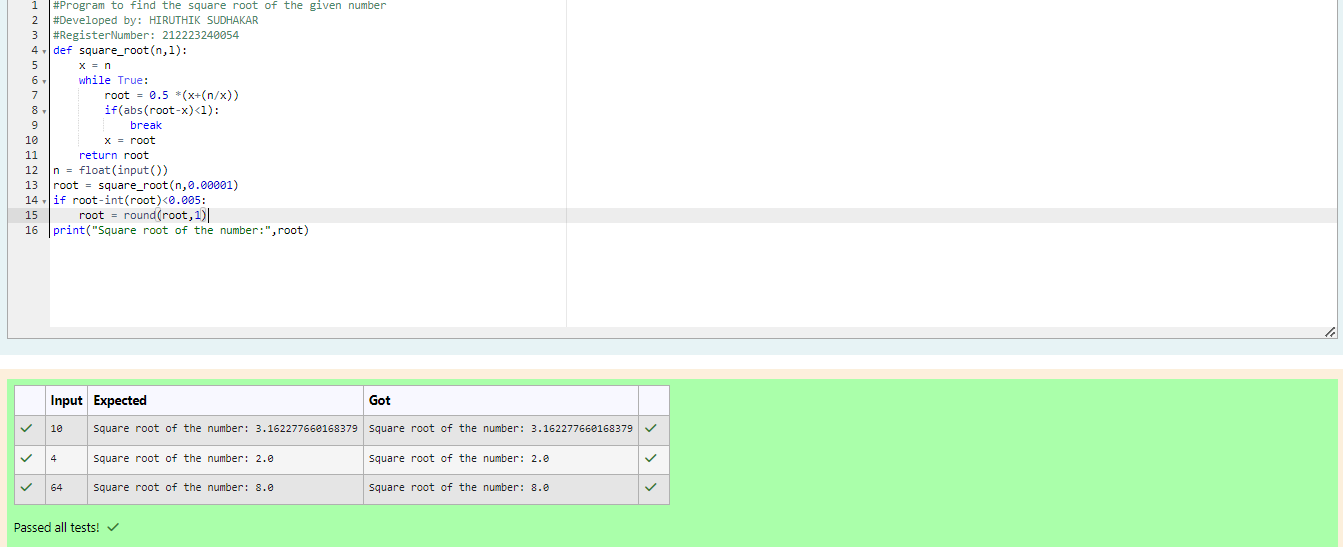 1 #Program to find the square root of the given number
2 #Developed by: HIRUTHIK SUDHAKAR
3 #RegisterNumber: 212223240054
4 def square_root(n,l):
5     x = n
6     while True:
7         root = 0.5 *(x+(n/x))
8         if(abs(root-x)<l):
9             break
10         x = root
11     return root
12 n = float(input())
13 root = square_root(n,0.00001)
14 if root-int(root)<0.005:
15     root = round(root,1)
16 print("Square root of the number:",root)
Input Expected Got
10 Square root of the number: 3.162277660168379 Square root of the number: 3.162277660168379
4 Square root of the number: 2.0 Square root of the number: 2.0
64 Square root of the number: 8.0 Square root of the number: 8.0
Passed all tests!